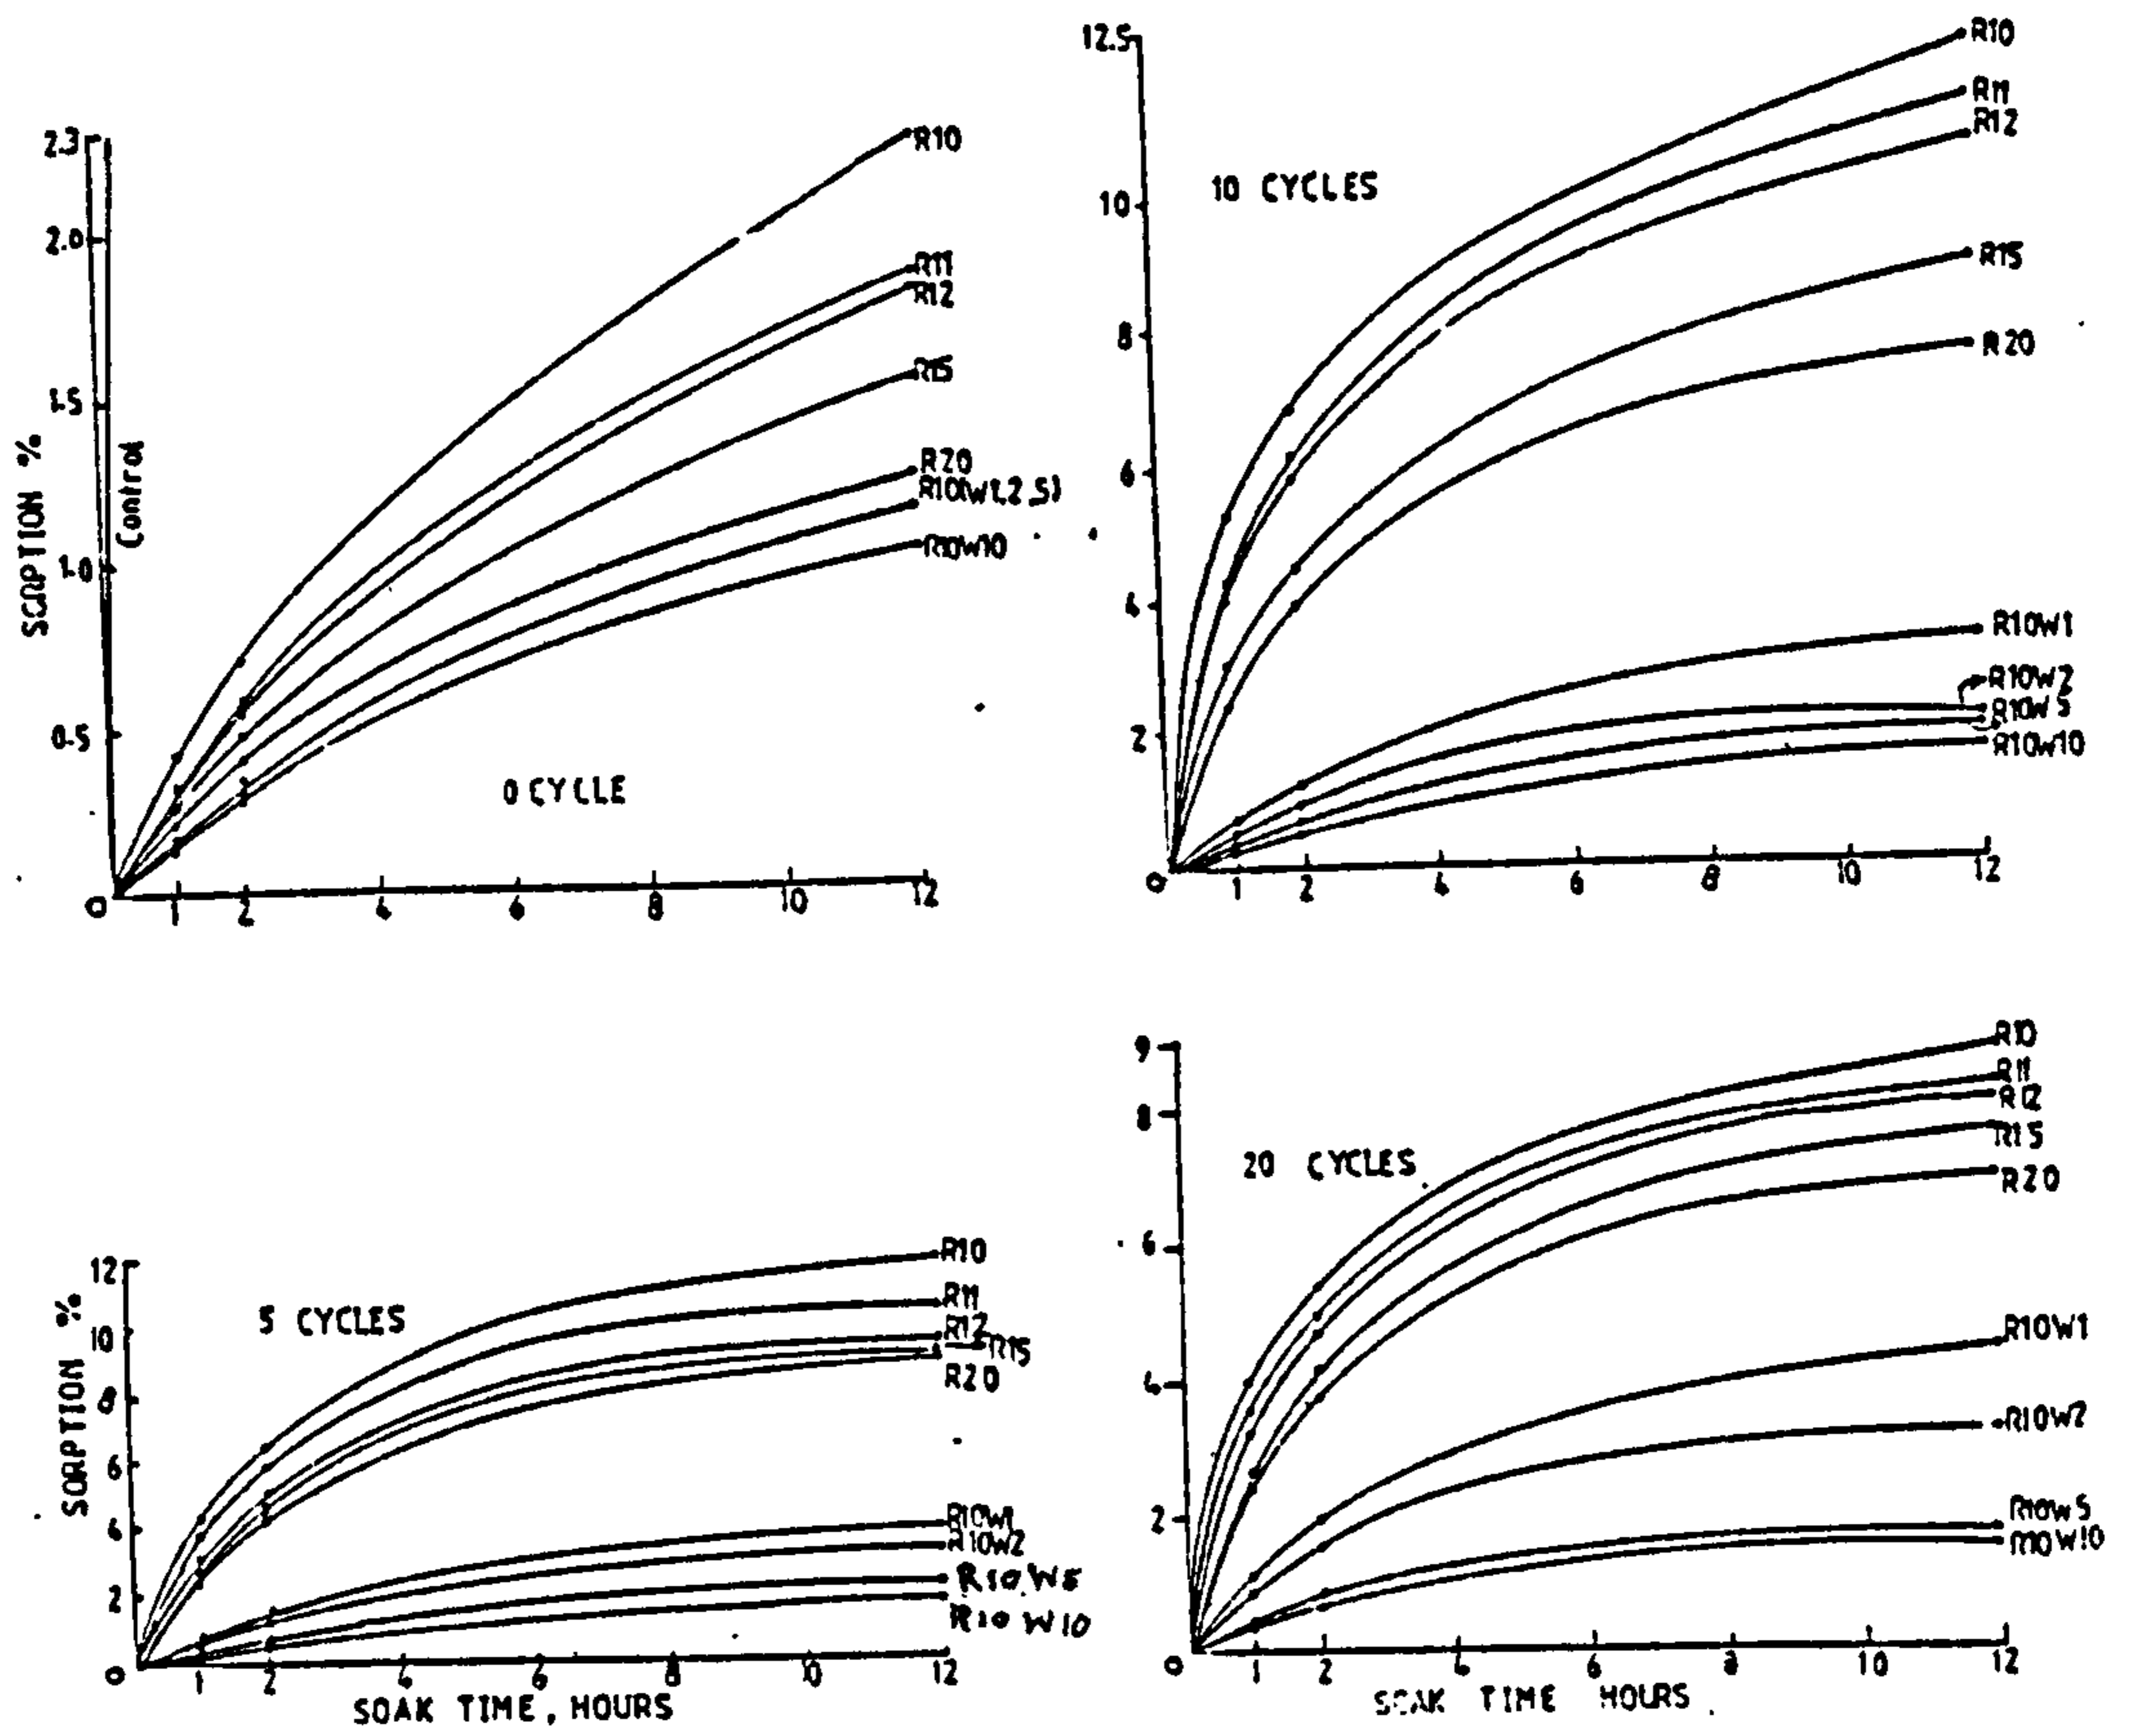 2.3
2.0
1.5
1.0
0.5
SORPTION %
Control
R10
R11
R12
R15
R20
R10(W1,2,5)
R10W10
0 CYCLE
0 1 2 4 6 8 10 12
12.5
10
8
6
4
2
10 CYCLES
R10
R11
R12
R15
R20
R10W1
R10W2
R10W5
R10W10
0 1 2 4 6 8 10 12
12
10
8
6
4
2
SORPTION %
5 CYCLES
R10
R11
R12
R15
R20
R10W1
R10W2
R10 W5
R10 W10
0 1 2 4 6 8 10 12
SOAK TIME, HOURS
9
8
6
4
2
20 CYCLES
R10
R11
R12
R15
R20
R10W1
R10W2
R10W5
R10W10
0 1 2 4 6 8 10 12
SOAK TIME HOURS